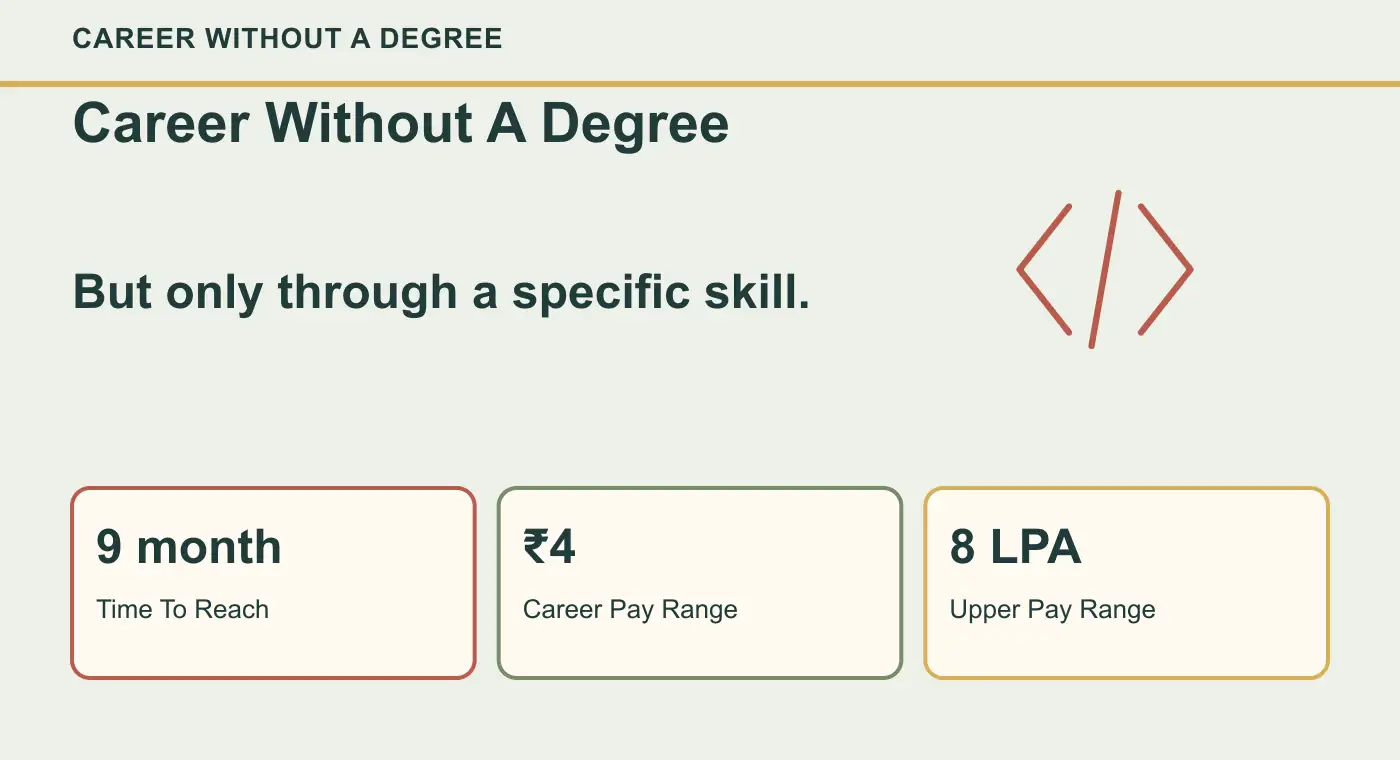 CAREER WITHOUT A DEGREE
Career Without A Degree
But only through a specific skill.
9 month
Time To Reach
₹4
Career Pay Range
8 LPA
Upper Pay Range